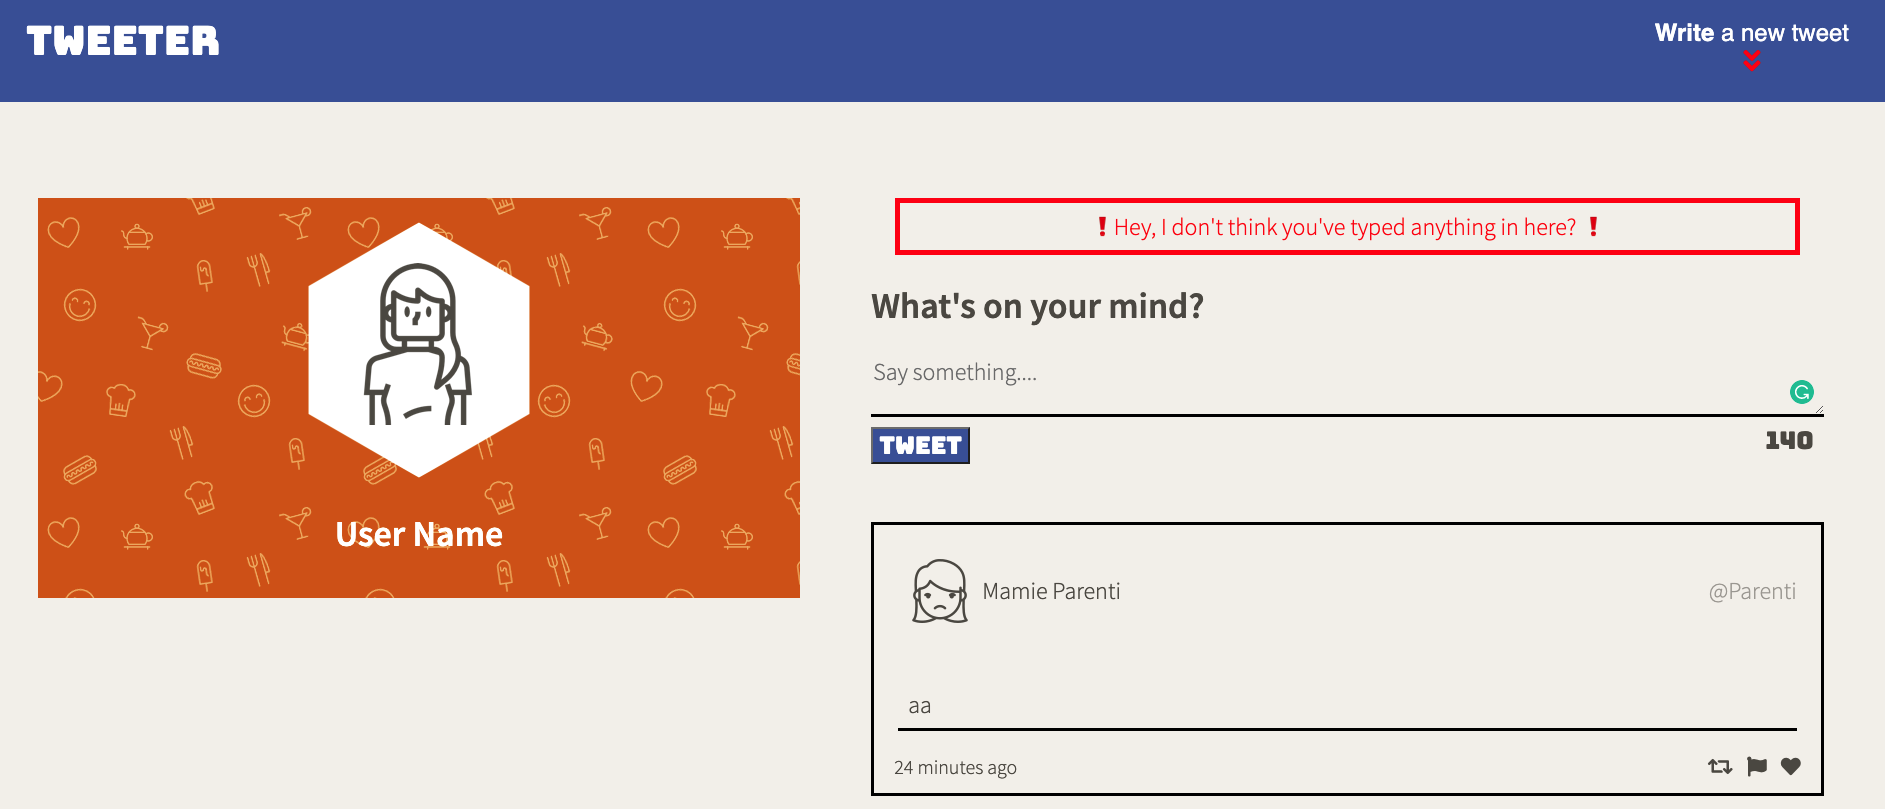 TWEETER
Write a new tweet
User Name
! Hey, I don't think you've typed anything in here? !
What's on your mind?
Say something....
TWEET
140
Mamie Parenti
@Parenti
aa
24 minutes ago